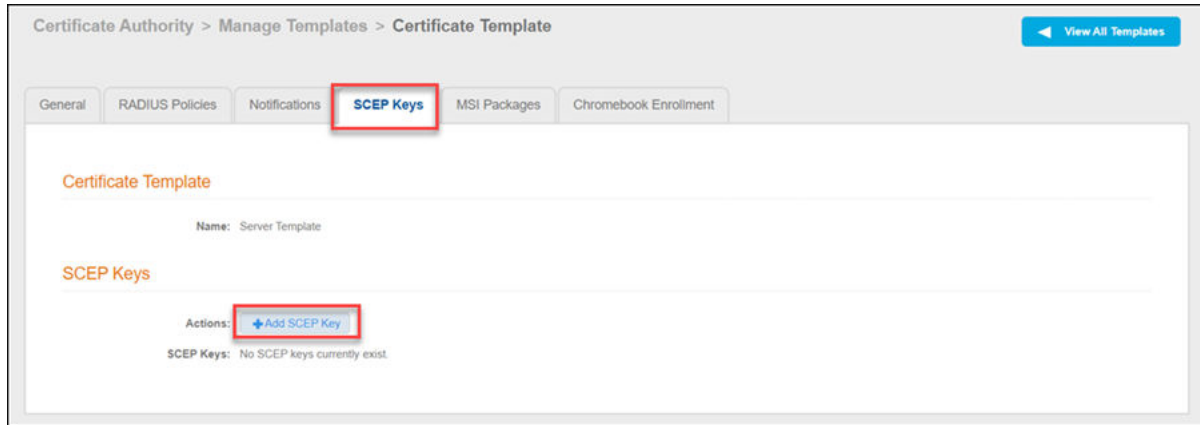 Certificate Authority > Manage Templates > Certificate Template
View All Templates
General RADIUS Policies Notifications SCEP Keys MSI Packages Chromebook Enrollment
Certificate Template
Name: Server Template
SCEP Keys
Actions: +Add SCEP Key
SCEP Keys: No SCEP keys currently exist.